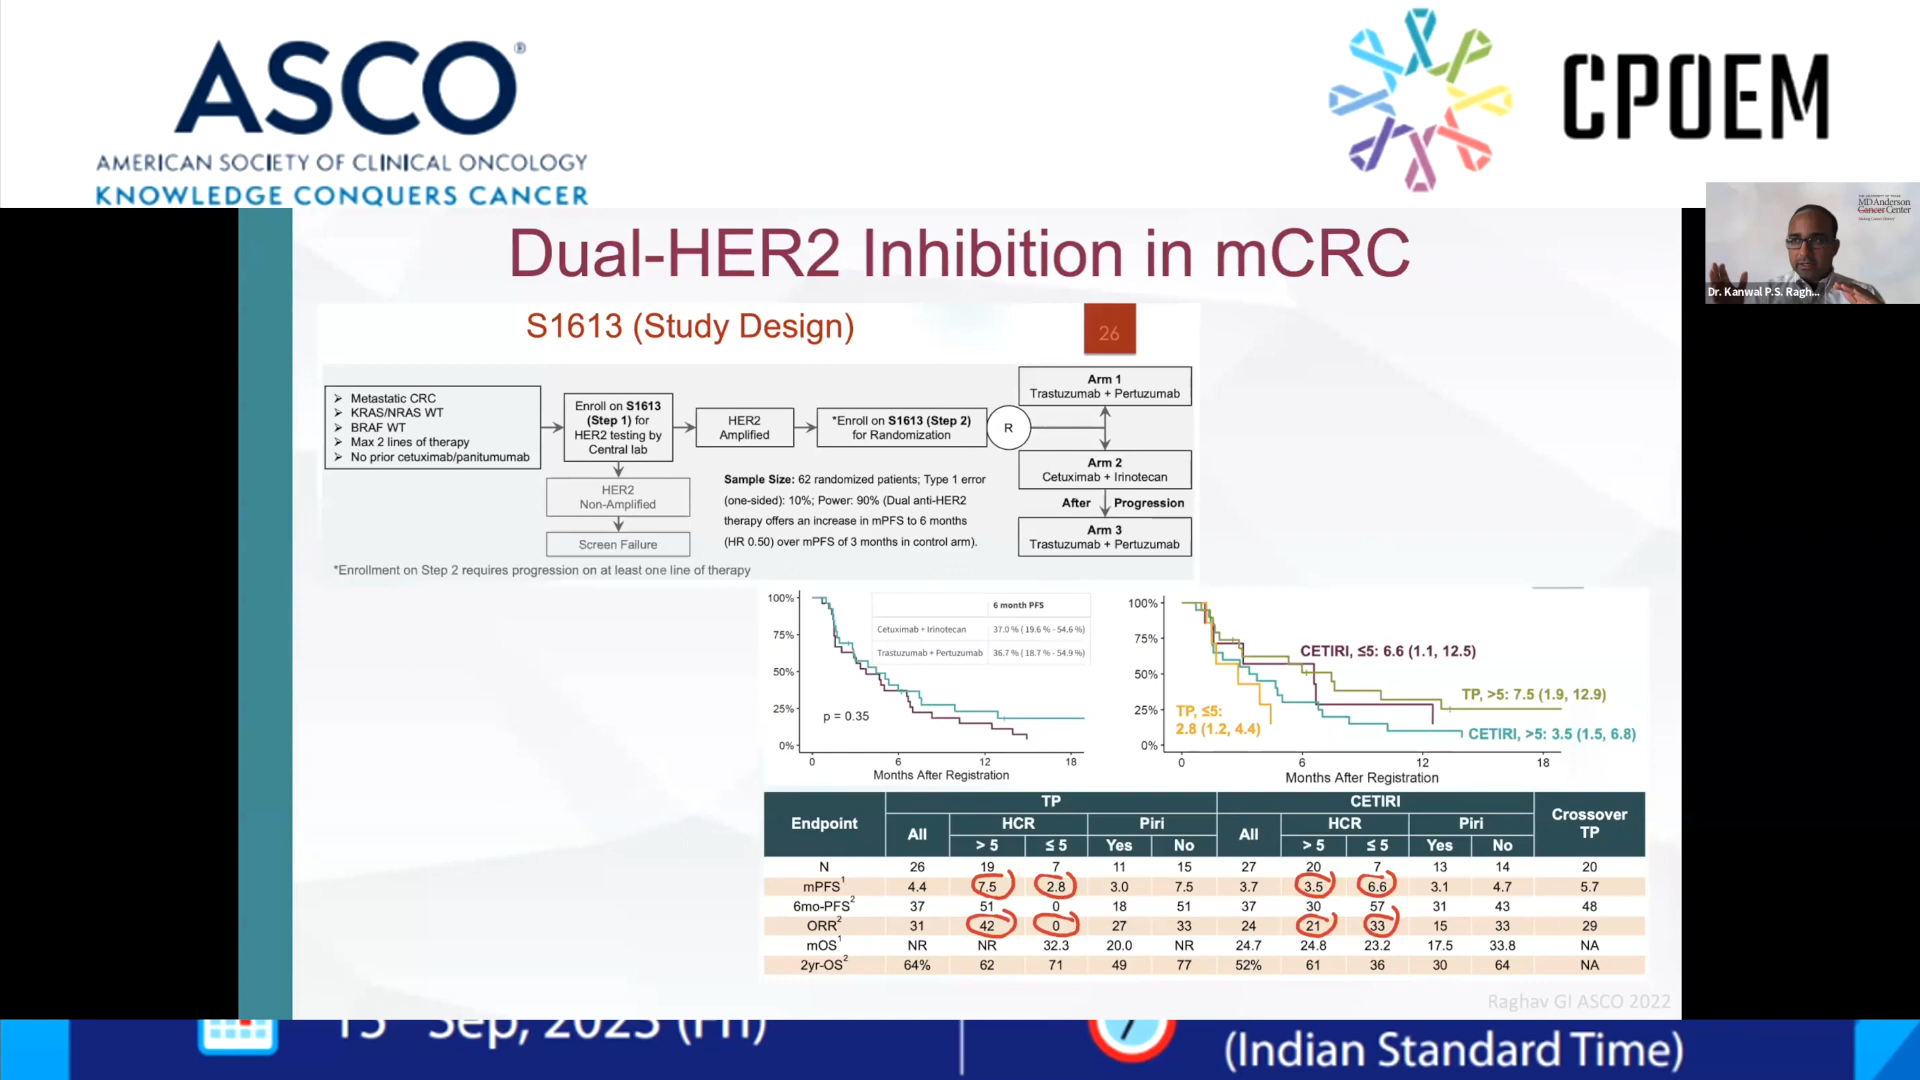 ASCO®
AMERICAN SOCIETY OF CLINICAL ONCOLOGY
KNOWLEDGE CONQUERS CANCER
CPOEM
MD Anderson
Cancer Center
Dr. Kanwal P.S. Ragh...
Dual-HER2 Inhibition in mCRC
S1613 (Study Design)
26
Metastatic CRC
KRAS/NRAS WT
BRAF WT
Max 2 lines of therapy
No prior cetuximab/panitumumab
Enroll on S1613
(Step 1) for
HER2 testing by
Central lab
HER2
Non-Amplified
Screen Failure
HER2
Amplified
*Enroll on S1613 (Step 2)
for Randomization
R
Arm 1
Trastuzumab + Pertuzumab
Arm 2
Cetuximab + Irinotecan
After Progression
Arm 3
Trastuzumab + Pertuzumab
Sample Size: 62 randomized patients; Type 1 error
(one-sided): 10%; Power: 90% (Dual anti-HER2
therapy offers an increase in mPFS to 6 months
(HR 0.50) over mPFS of 3 months in control arm).
*Enrollment on Step 2 requires progression on at least one line of therapy
100%
75%
50%
25%
0%
6 month PFS
Cetuximab + Irinotecan 37.0 % ( 19.6 % - 54.6 %)
Trastuzumab + Pertuzumab 36.7 % ( 18.7 % - 54.9 %)
p = 0.35
0 6 12 18
Months After Registration
100%
75%
50%
25%
0%
CETIRI, ≤5: 6.6 (1.1, 12.5)
TP, >5: 7.5 (1.9, 12.9)
TP, ≤5:
2.8 (1.2, 4.4)
CETIRI, >5: 3.5 (1.5, 6.8)
0 6 12 18
Months After Registration
Endpoint TP CETIRI Crossover TP
All HCR Piri All HCR Piri
> 5 ≤ 5 Yes No > 5 ≤ 5 Yes No
N 26 19 7 11 15 27 20 7 13 14 20
mPFS1 4.4 7.5 2.8 3.0 7.5 3.7 3.5 6.6 3.1 4.7 5.7
6mo-PFS2 37 51 0 18 51 37 30 57 31 43 48
ORR2 31 42 0 27 33 24 21 33 15 33 29
mOS1 NR NR 32.3 20.0 NR 24.7 24.8 23.2 17.5 33.8 NA
2yr-OS2 64% 62 71 49 77 52% 61 36 30 64 NA
Raghav GI ASCO 2022
15 Sep, 2023 (Fri)
7
(Indian Standard Time)